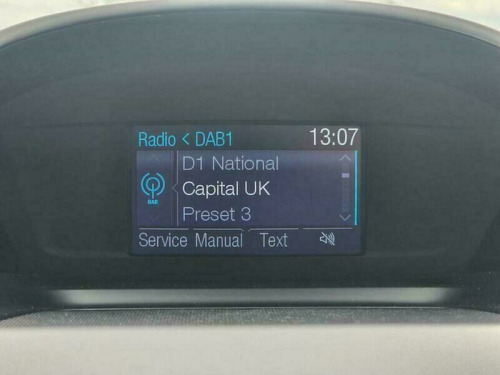 Radio < DAB1 13:07
D1 National
Capital UK
DAB
Preset 3
Service Manual Text